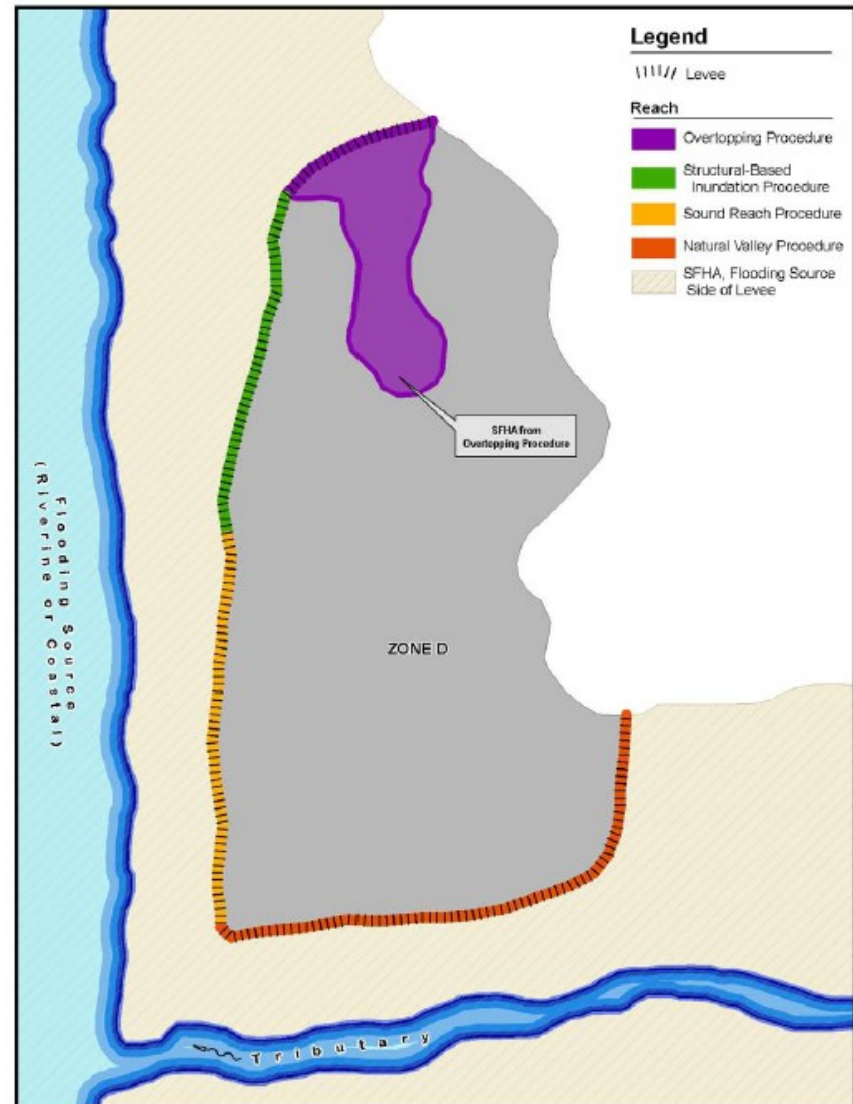 Legend
Levee
Reach
Overtopping Procedure
Structural-Based
Inundation Procedure
Sound Reach Procedure
Natural Valley Procedure
SFHA, Flooding Source
Side of Levee
SFHA from
Overtopping Procedure
Flooding Source
(Riverine or Coastal)
ZONE D
Tributary